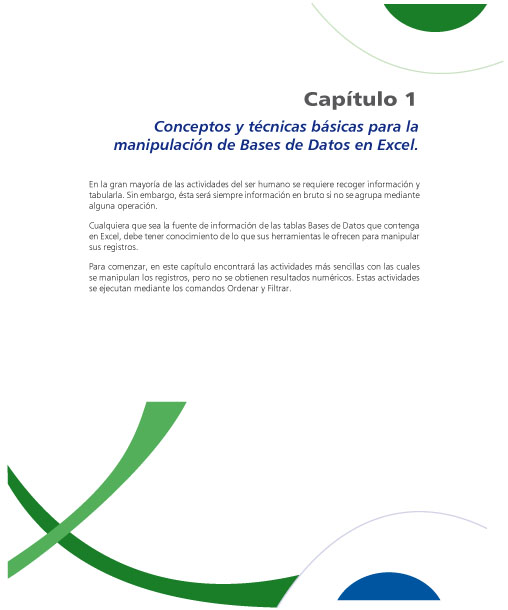 Capítulo 1
Conceptos y técnicas básicas para la
manipulación de Bases de Datos en Excel.
En la gran mayoría de las actividades del ser humano se requiere recoger información y
tabularla. Sin embargo, ésta será siempre información en bruto si no se agrupa mediante
alguna operación.
Cualquiera que sea la fuente de información de las tablas Bases de Datos que contenga
en Excel, debe tener conocimiento de lo que sus herramientas le ofrecen para manipular
sus registros.
Para comenzar, en este capítulo encontrará las actividades más sencillas con las cuales
se manipulan los registros, pero no se obtienen resultados numéricos. Estas actividades
se ejecutan mediante los comandos Ordenar y Filtrar.